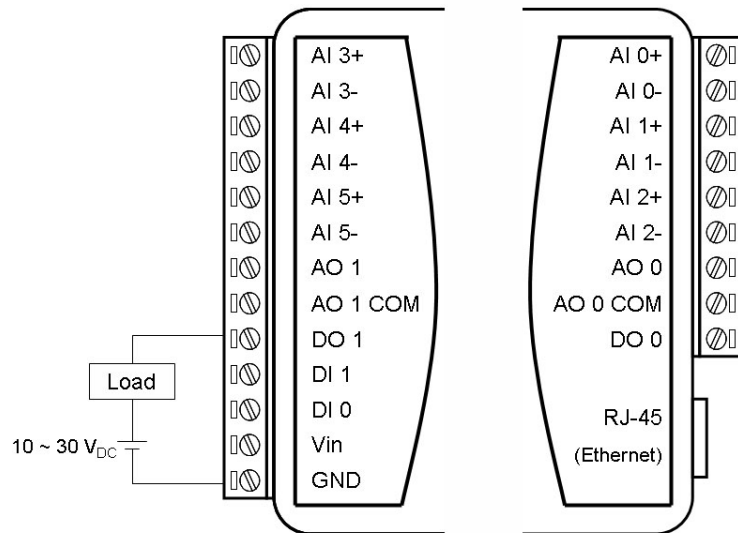 AI 3+
AI 3-
AI 4+
AI 4-
AI 5+
AI 5-
AO 1
AO 1 COM
DO 1
DI 1
DI 0
Vin
GND
Load
10 ~ 30 VDC
AI 0+
AI 0-
AI 1+
AI 1-
AI 2+
AI 2-
AO 0
AO 0 COM
DO 0
RJ-45
(Ethernet)